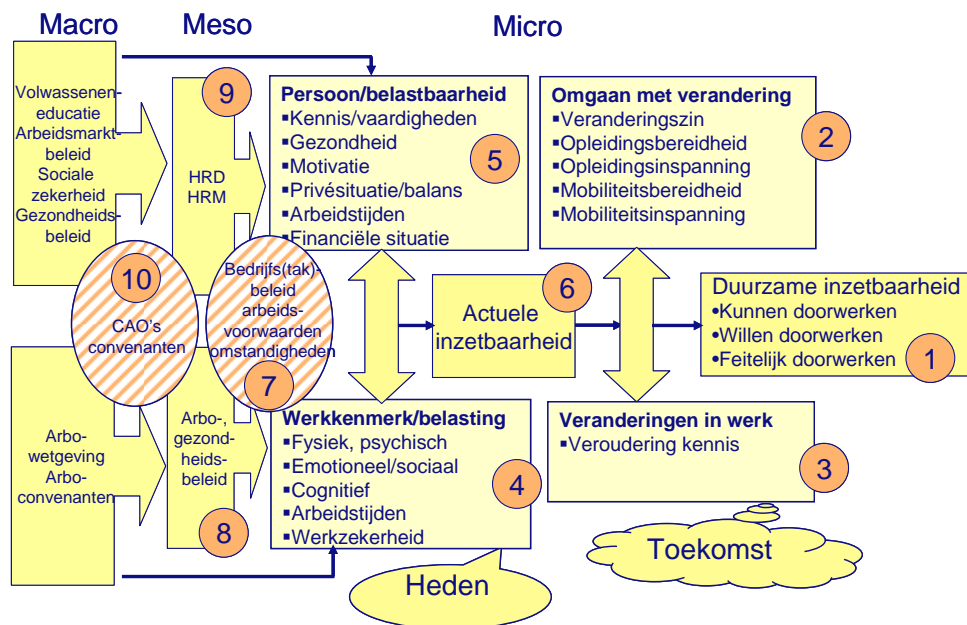 Macro
Meso
Micro
Volwassenen-
educatie
Arbeidsmarkt-
beleid
Sociale
zekerheid
Gezondheids-
beleid
9
HRD
HRM
Persoon/belastbaarheid
▪Kennis/vaardigheden
▪Gezondheid
▪Motivatie
▪Privésituatie/balans
▪Arbeidstijden
▪Financiële situatie
5
Omgaan met verandering
▪Veranderingszin
▪Opleidingsbereidheid
▪Opleidingsinspanning
▪Mobiliteitsbereidheid
▪Mobiliteitsinspanning
2
10
CAO's
convenanten
Bedrijfs(tak)-
beleid
arbeids-
voorwaarden
omstandigheden
7
6
Actuele
inzetbaarheid
Duurzame inzetbaarheid
•Kunnen doorwerken
•Willen doorwerken
•Feitelijk doorwerken
1
Arbo-
wetgeving
Arbo-
convenanten
Arbo-,
gezond-
heids-
beleid
8
Werkkenmerk/belasting
▪Fysiek, psychisch
▪Emotioneel/sociaal
▪Cognitief
▪Arbeidstijden
▪Werkzekerheid
4
Veranderingen in werk
▪Veroudering kennis
3
Heden
Toekomst